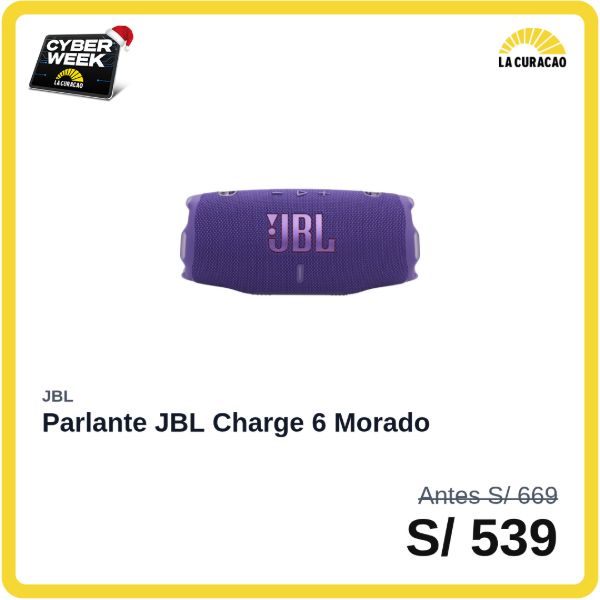 CYBER
WEEK
LA CURACAO
LA CURACAO
JBL
JBL
Parlante JBL Charge 6 Morado
Antes S/ 669
S/ 539